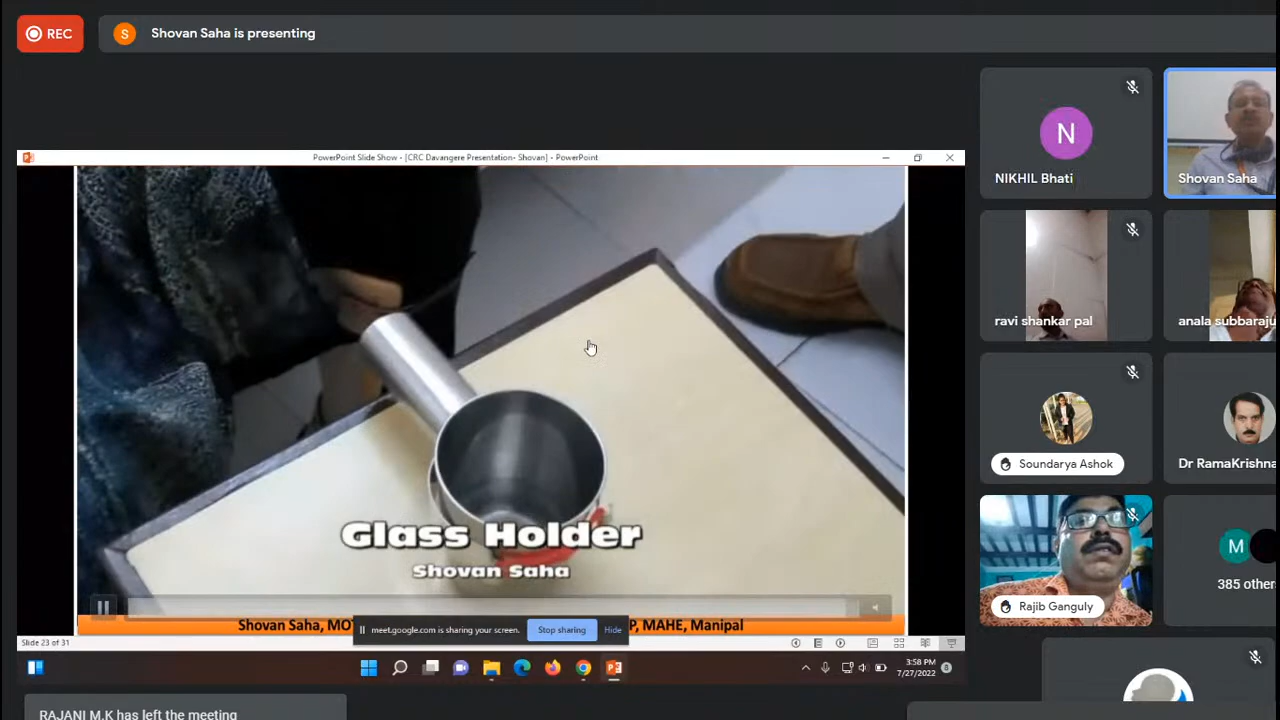 REC
S
Shovan Saha is presenting
PowerPoint Slide Show - [CRC Davangere Presentation- Shovan] - PowerPoint
N
NIKHIL Bhati
Shovan Saha
ravi shankar pal
anala subbaraju
Soundarya Ashok
Dr RamaKrishna
Rajib Ganguly
M
385 other
Glass Holder
Shovan Saha
Shovan Saha, MO
P, MAHE, Manipal
meet.google.com is sharing your screen.
Stop sharing
Hide
Slide 23 of 31
3:58 PM
7/27/2022
8
RAJANI M.K has left the meeting